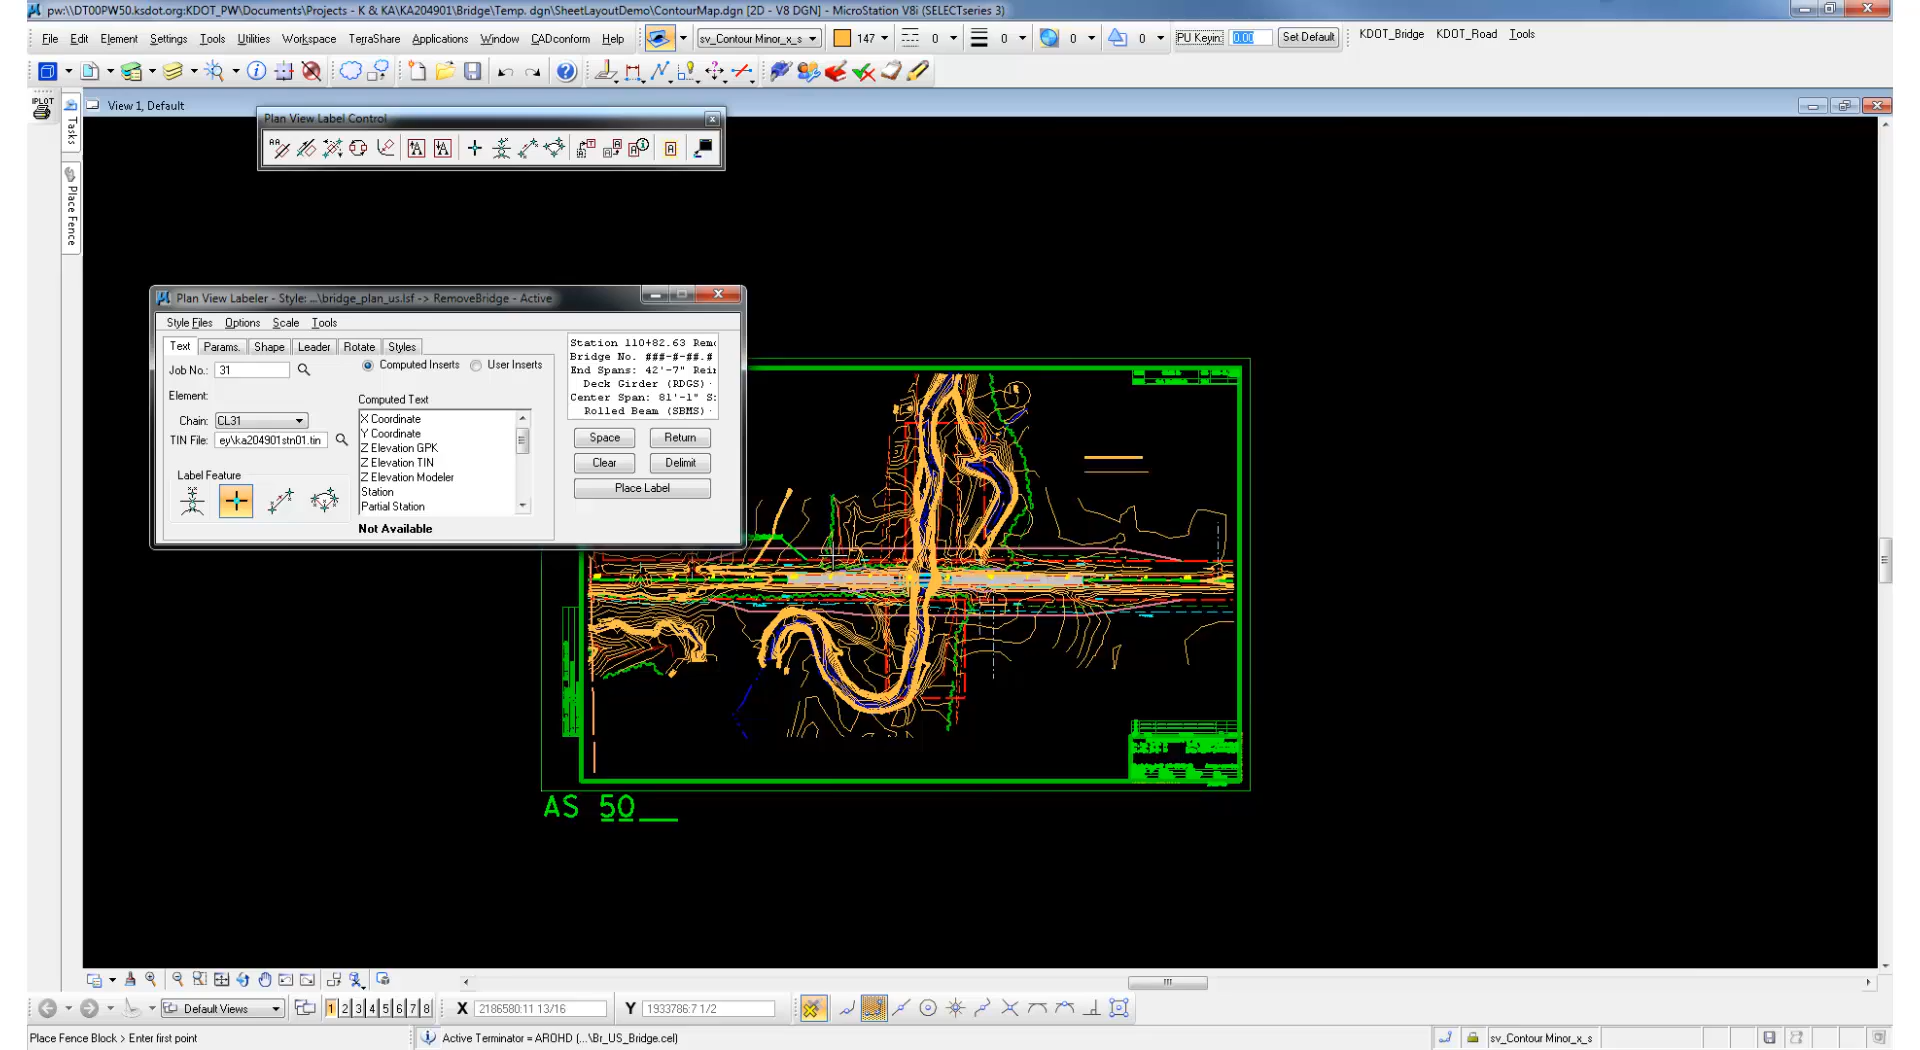 pw:\\DT00PW50.ksdot.org:KDOT_PW\Documents\Projects - K & KA\KA204901\Bridge\Temp. dgn\SheetLayoutDemo\ContourMap.dgn [2D - V8 DGN] - MicroStation V8i (SELECTseries 3)
File Edit Element Settings Tools Utilities Workspace TerraShare Applications Window CADconform Help
sv_Contour Minor_x_s 147 0 0 0 0 PU Keyin: 0.00 Set Default KDOT_Bridge KDOT_Road Tools
IPLOT
Tasks
Place Fence
View 1, Default
Plan View Label Control
Plan View Labeler - Style: ...\bridge_plan_us.lsf -> RemoveBridge - Active
Style Files Options Scale Tools
Text Params. Shape Leader Rotate Styles
Job No.: 31
Computed Inserts User Inserts
Element:
Computed Text
Chain: CL31
TIN File: ey\ka204901stn01.tin
Label Feature
X Coordinate
Y Coordinate
Z Elevation GPK
Z Elevation TIN
Z Elevation Modeler
Station
Partial Station
Not Available
Station 110+82.63 Remo
Bridge No. ###-#-##.#
End Spans: 42'-7" Rei
Deck Girder (RDGS)
Center Span: 81'-1" S
Rolled Beam (SBMS)
Space Return
Clear Delimit
Place Label
AS 50
Default Views 1 2 3 4 5 6 7 8 X 2186580:11 13/16 Y 1933786:7 1/2
Place Fence Block > Enter first point
Active Terminator = AROHD (...\Br_US_Bridge.cel)
sv_Contour Minor_x_s